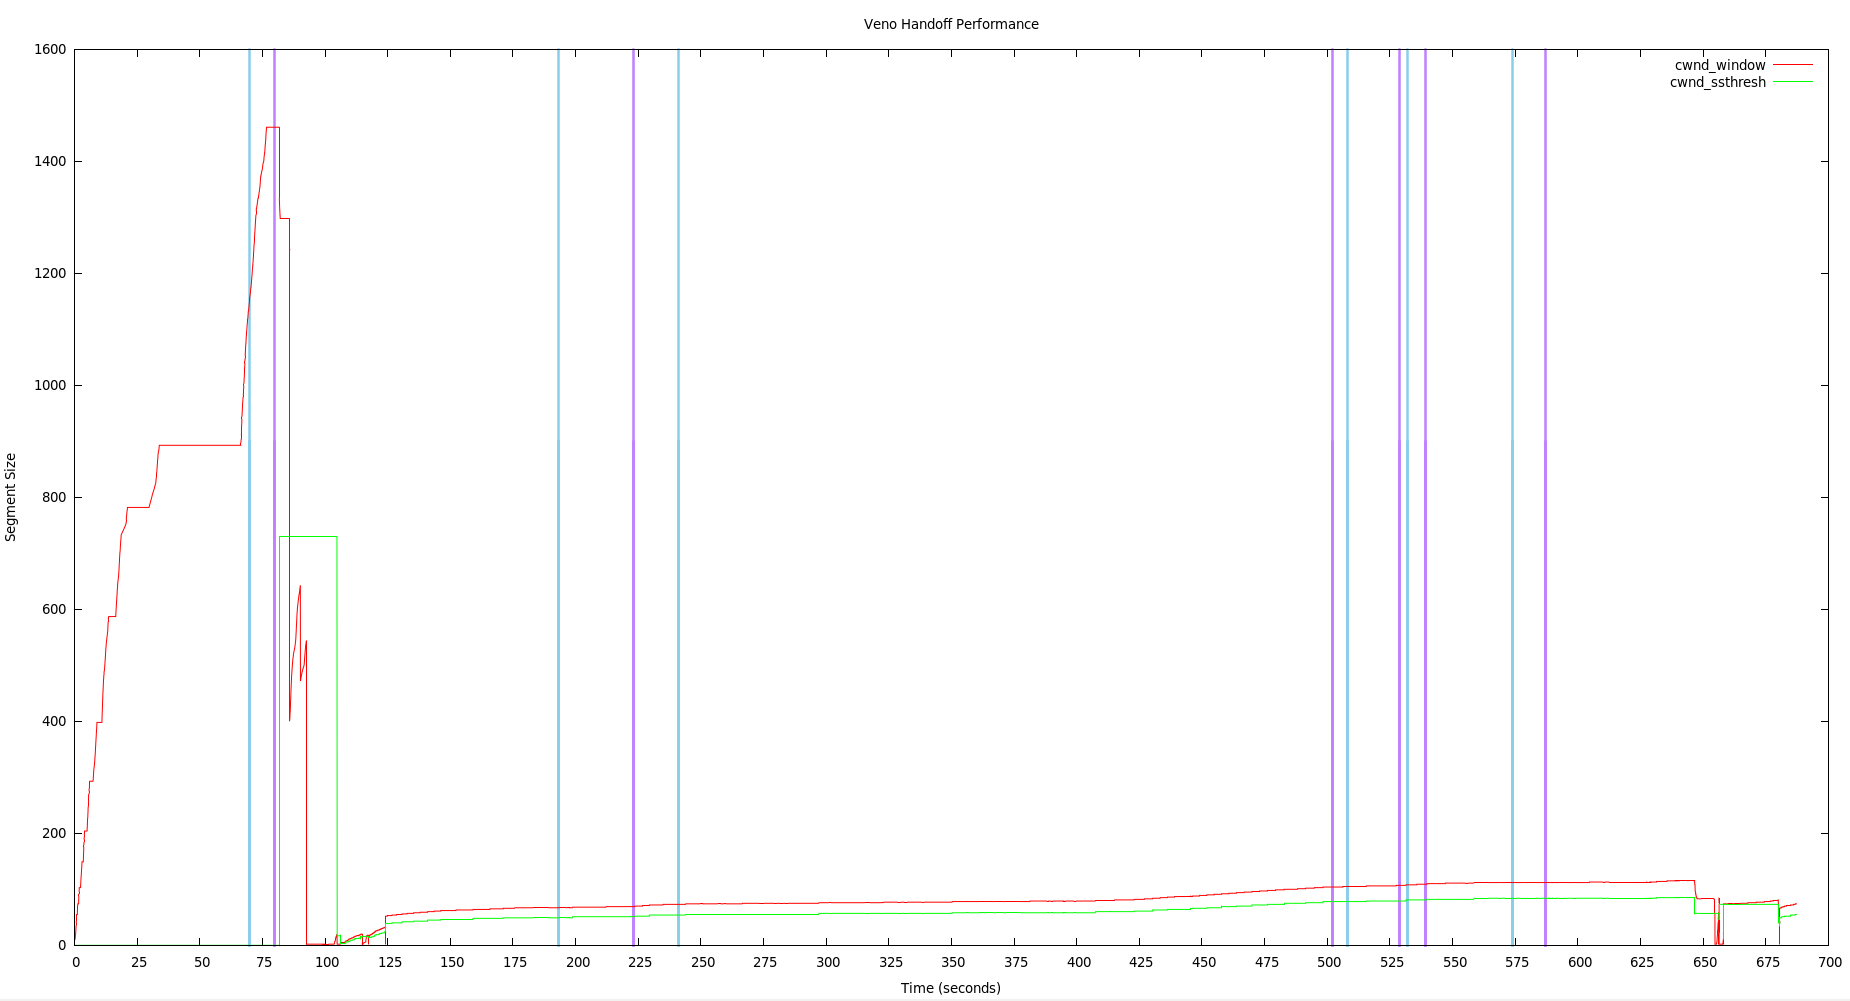 Veno Handoff Performance
cwnd_window
cwnd_ssthresh
1600
1400
1200
1000
800
600
400
200
0
Segment Size
0 25 50 75 100 125 150 175 200 225 250 275 300 325 350 375 400 425 450 475 500 525 550 575 600 625 650 675 700
Time (seconds)